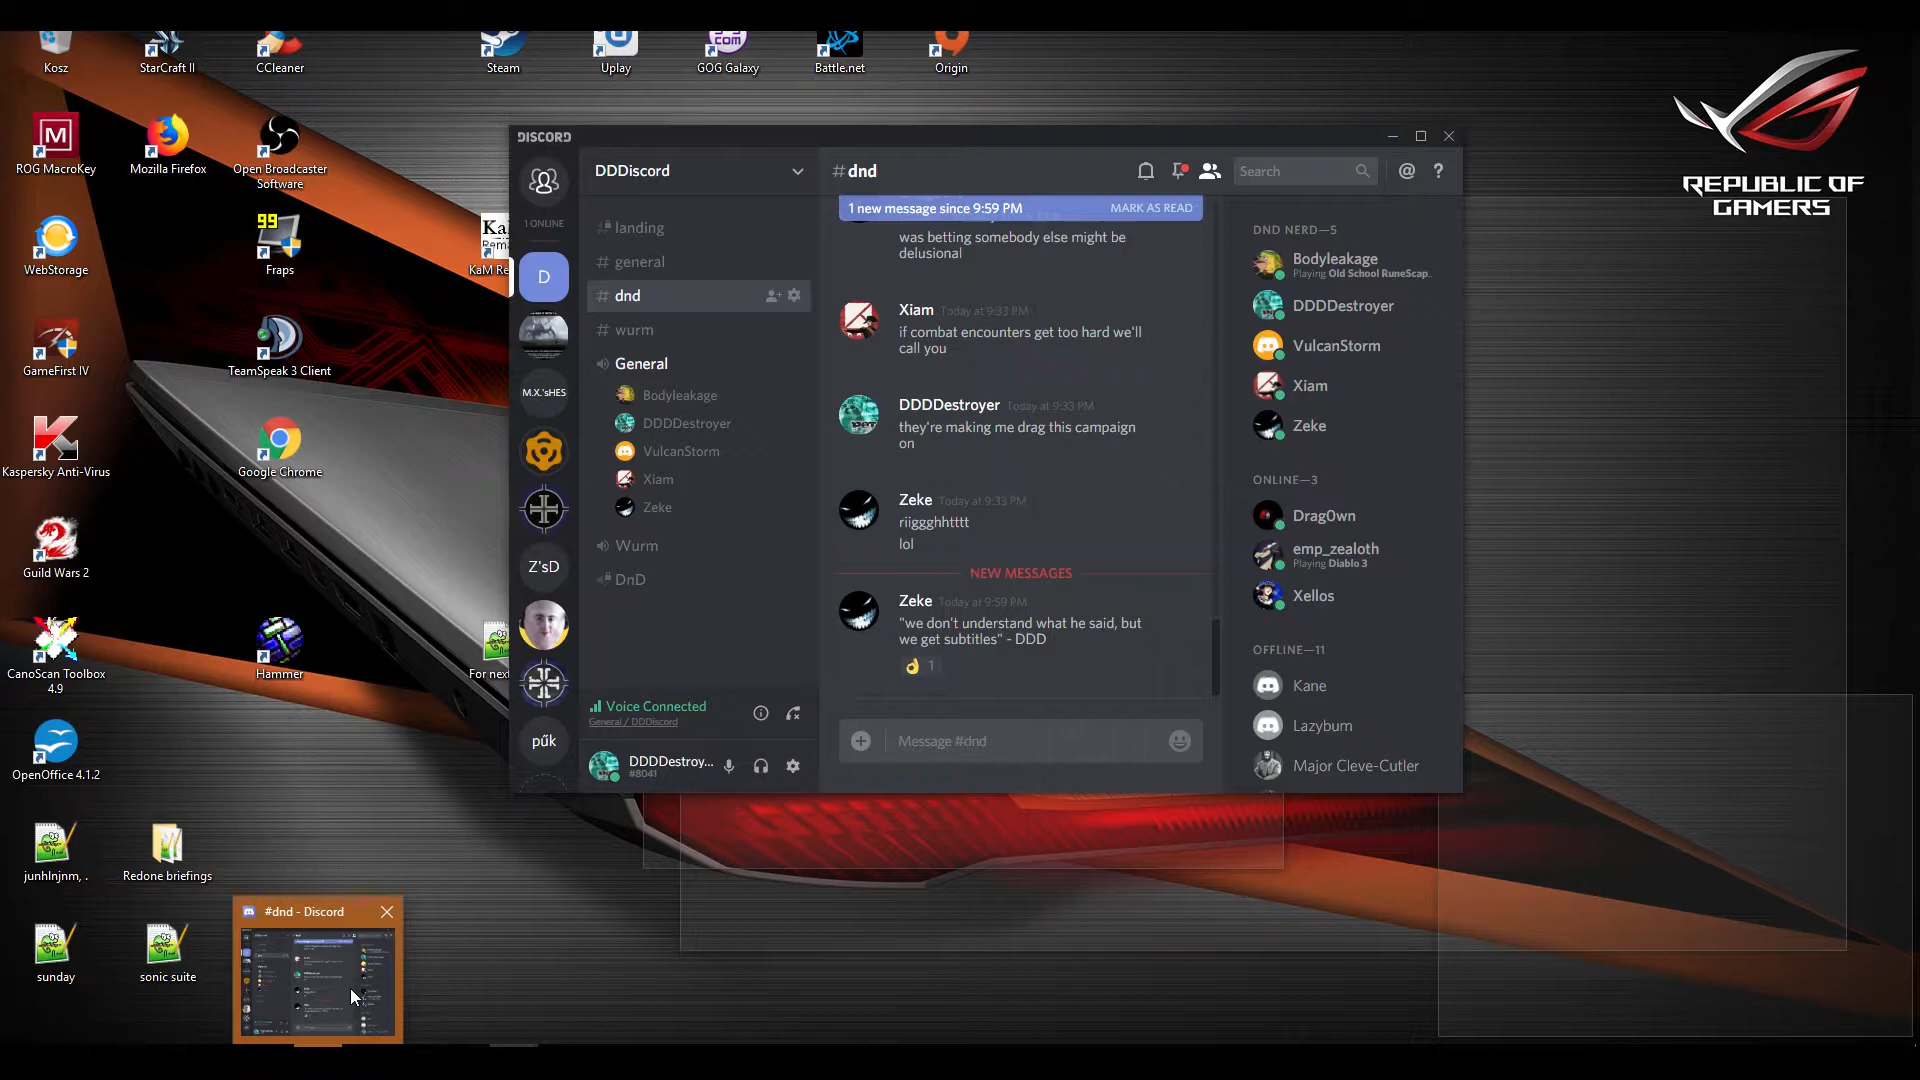 Kosz
StarCraft II
CCleaner
Steam
Uplay
COM
GOG Galaxy
Battle.net
Origin
REPUBLIC OF
GAMERS
M
ROG MacroKey
Mozilla Firefox
Open Broadcaster
Software
WebStorage
99
Fraps
KaM Re
GameFirst IV
TeamSpeak 3 Client
Kaspersky Anti-Virus
Google Chrome
Guild Wars 2
CanoScan Toolbox
4.9
Hammer
For next
OpenOffice 4.1.2
junhlnjnm, .
Redone briefings
sunday
sonic suite
#dnd - Discord
DISCORD
1 ONLINE
D
M.X.'sHES
Z'sD
pűk
DDDiscord
landing
# general
# dnd
# wurm
General
Bodyleakage
DDDDestroyer
VulcanStorm
Xiam
Zeke
Wurm
DnD
Voice Connected
General / DDDiscord
DDDDestroy...
#8041
#dnd
Search
@ ?
1 new message since 9:59 PM MARK AS READ
was betting somebody else might be
delusional
Xiam Today at 9:33 PM
if combat encounters get too hard we'll
call you
DDDDestroyer Today at 9:33 PM
they're making me drag this campaign
on
Zeke Today at 9:33 PM
riiggghhtttt
lol
NEW MESSAGES
Zeke Today at 9:59 PM
"we don't understand what he said, but
we get subtitles" - DDD
1
Message #dnd
DND NERD—5
Bodyleakage
Playing Old School RuneScap..
DDDDestroyer
VulcanStorm
Xiam
Zeke
ONLINE—3
Drag0wn
emp_zealoth
Playing Diablo 3
Xellos
OFFLINE—11
Kane
Lazybum
Major Cleve-Cutler